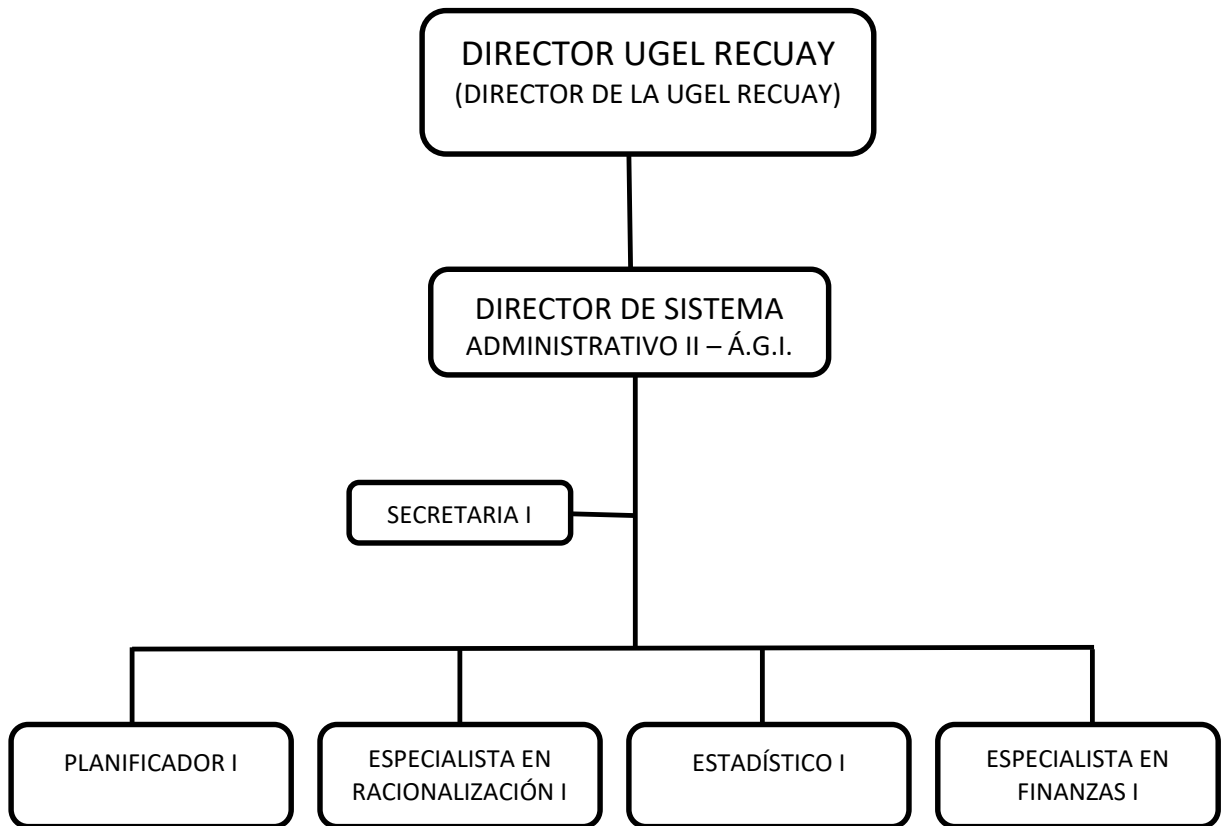 DIRECTOR UGEL RECUAY
(DIRECTOR DE LA UGEL RECUAY)
DIRECTOR DE SISTEMA
ADMINISTRATIVO II – Á.G.I.
SECRETARIA I
PLANIFICADOR I
ESPECIALISTA EN
RACIONALIZACIÓN I
ESTADÍSTICO I
ESPECIALISTA EN
FINANZAS I